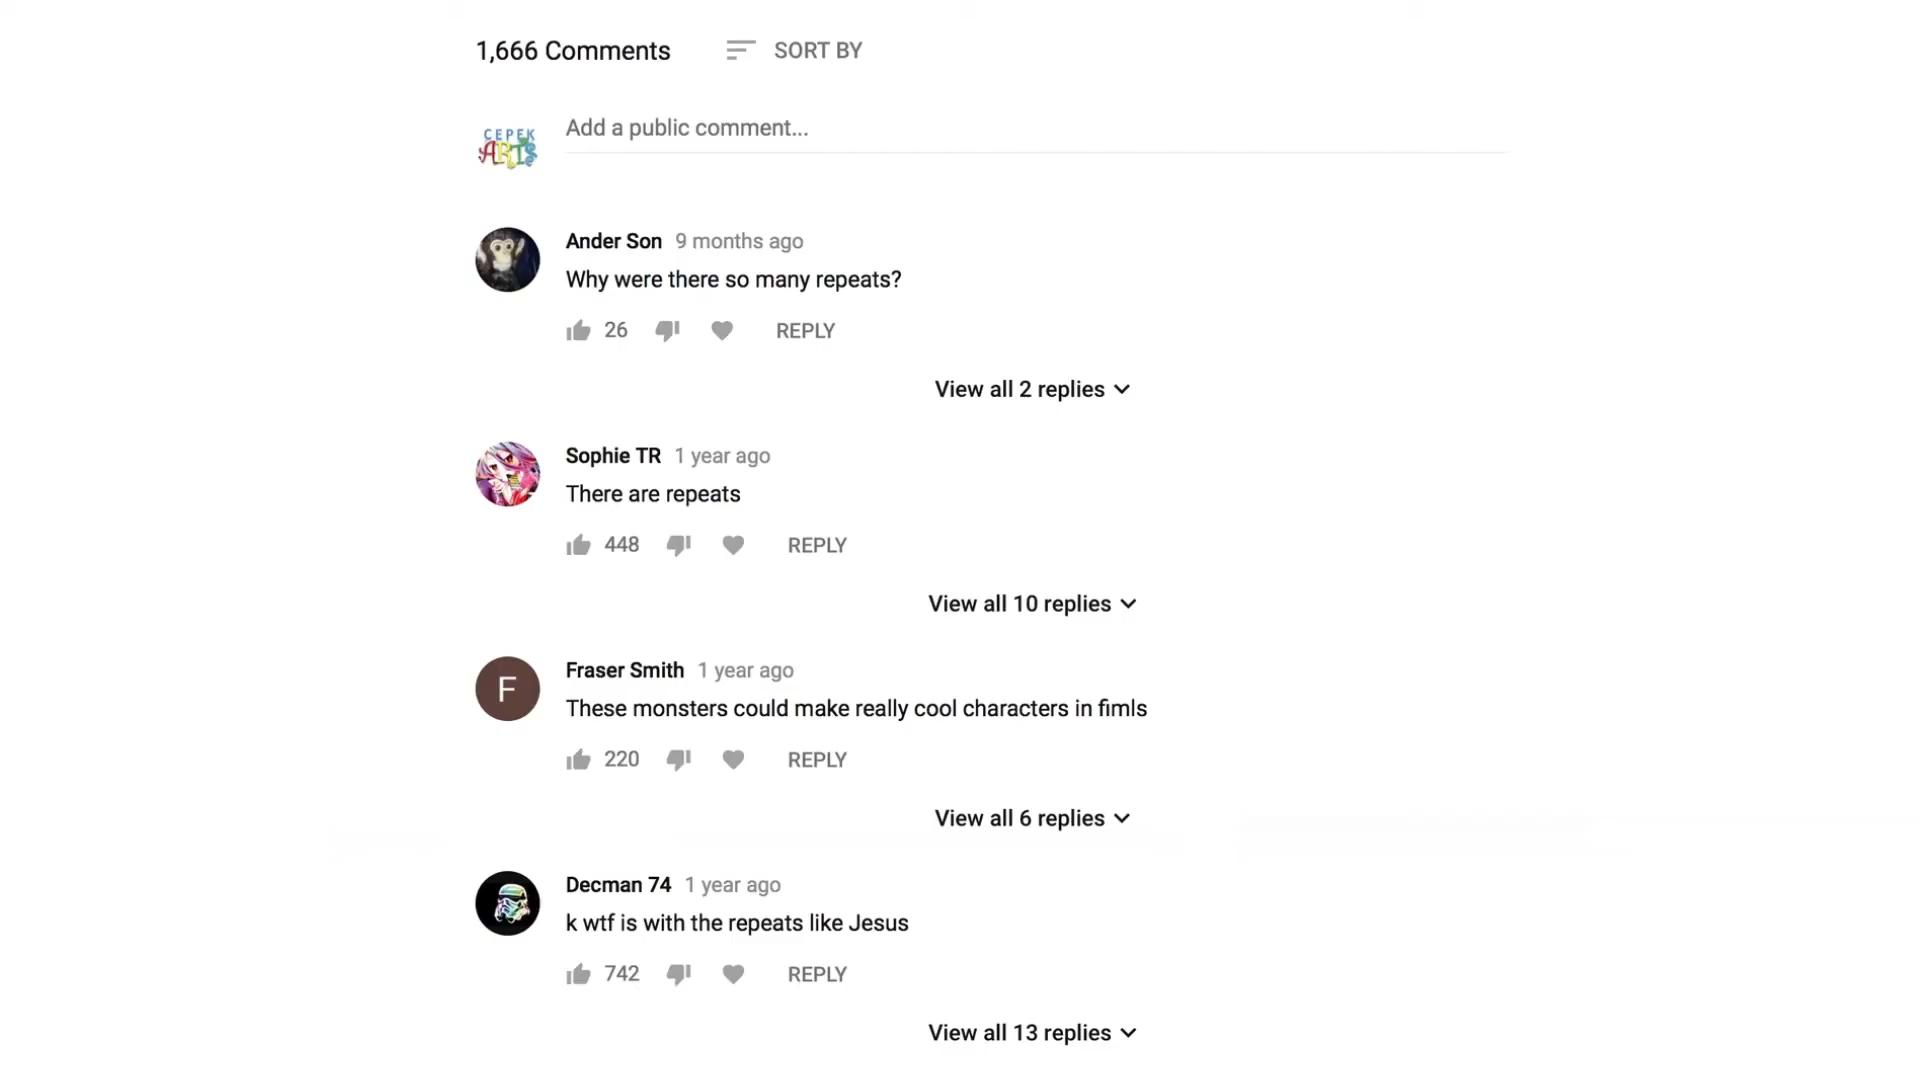 1,666 Comments SORT BY
CEPEK
ARTS
Add a public comment...
Ander Son 9 months ago
Why were there so many repeats?
26 REPLY
View all 2 replies
Sophie TR 1 year ago
There are repeats
448 REPLY
View all 10 replies
F
Fraser Smith 1 year ago
These monsters could make really cool characters in fimls
220 REPLY
View all 6 replies
Decman 74 1 year ago
k wtf is with the repeats like Jesus
742 REPLY
View all 13 replies